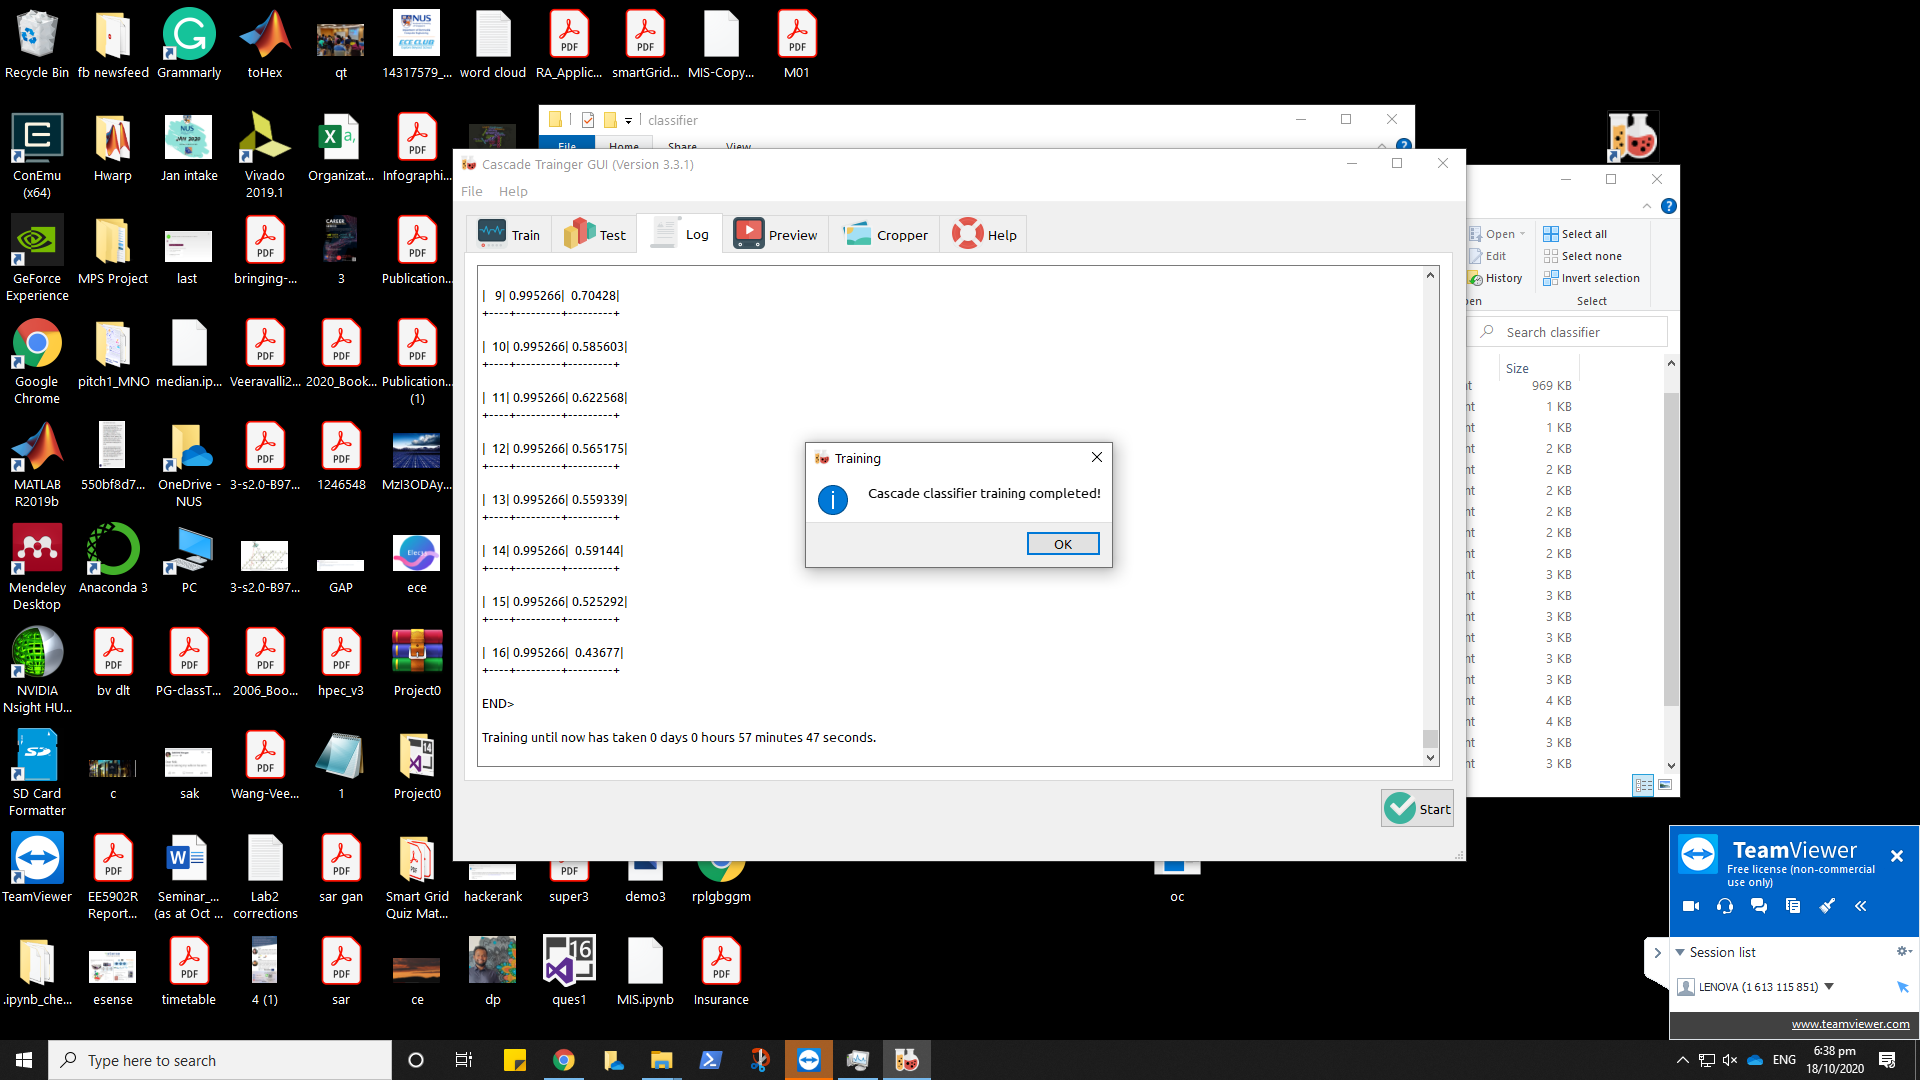 Recycle Bin
fb newsfeed
Grammarly
toHex
qt
14317579_...
word cloud
RA_Applic...
smartGrid...
MIS-Copy...
M01
ConEmu (x64)
Hwarp
Jan intake
Vivado 2019.1
Organizat...
Infographi...
GeForce Experience
MPS Project
last
bringing-...
3
Publication...
Google Chrome
pitch1_MNO
median.ip...
Veeravalli2...
2020_Book...
Publication... (1)
MATLAB R2019b
550bf8d7...
OneDrive - NUS
3-s2.0-B97...
1246548
MzI3ODAy...
Mendeley Desktop
Anaconda 3
PC
3-s2.0-B97...
GAP
ece
NVIDIA Nsight HU...
bv dlt
PG-classT...
2006_Boo...
hpec_v3
Project0
SD Card Formatter
c
sak
Wang-Vee...
1
Project0
TeamViewer
EE5902R Report...
Seminar_... (as at Oct ...
Lab2 corrections
sar gan
Smart Grid Quiz Mat...
hackerank
super3
demo3
rplgbggm
oc
.ipynb_che...
esense
timetable
4 (1)
sar
ce
dp
ques1
MIS.ipynb
Insurance
classifier
File
Home
Share
View
Cascade Trainger GUI (Version 3.3.1)
File Help
Train
Test
Log
Preview
Cropper
Help
| 9| 0.995266| 0.70428|
+----+---------+---------+
| 10| 0.995266| 0.585603|
+----+---------+---------+
| 11| 0.995266| 0.622568|
+----+---------+---------+
| 12| 0.995266| 0.565175|
+----+---------+---------+
| 13| 0.995266| 0.559339|
+----+---------+---------+
| 14| 0.995266| 0.59144|
+----+---------+---------+
| 15| 0.995266| 0.525292|
+----+---------+---------+
| 16| 0.995266| 0.43677|
+----+---------+---------+
END>
Training until now has taken 0 days 0 hours 57 minutes 47 seconds.
Start
Training
Cascade classifier training completed!
OK
Open
Select all
Edit
Select none
History
Invert selection
Select
Search classifier
Size
969 KB
1 KB
1 KB
2 KB
2 KB
2 KB
2 KB
2 KB
2 KB
3 KB
3 KB
3 KB
3 KB
3 KB
3 KB
4 KB
4 KB
3 KB
3 KB
TeamViewer
Free license (non-commercial
use only)
Session list
LENOVA (1 613 115 851)
www.teamviewer.com
Type here to search
ENG
6:38 pm
18/10/2020